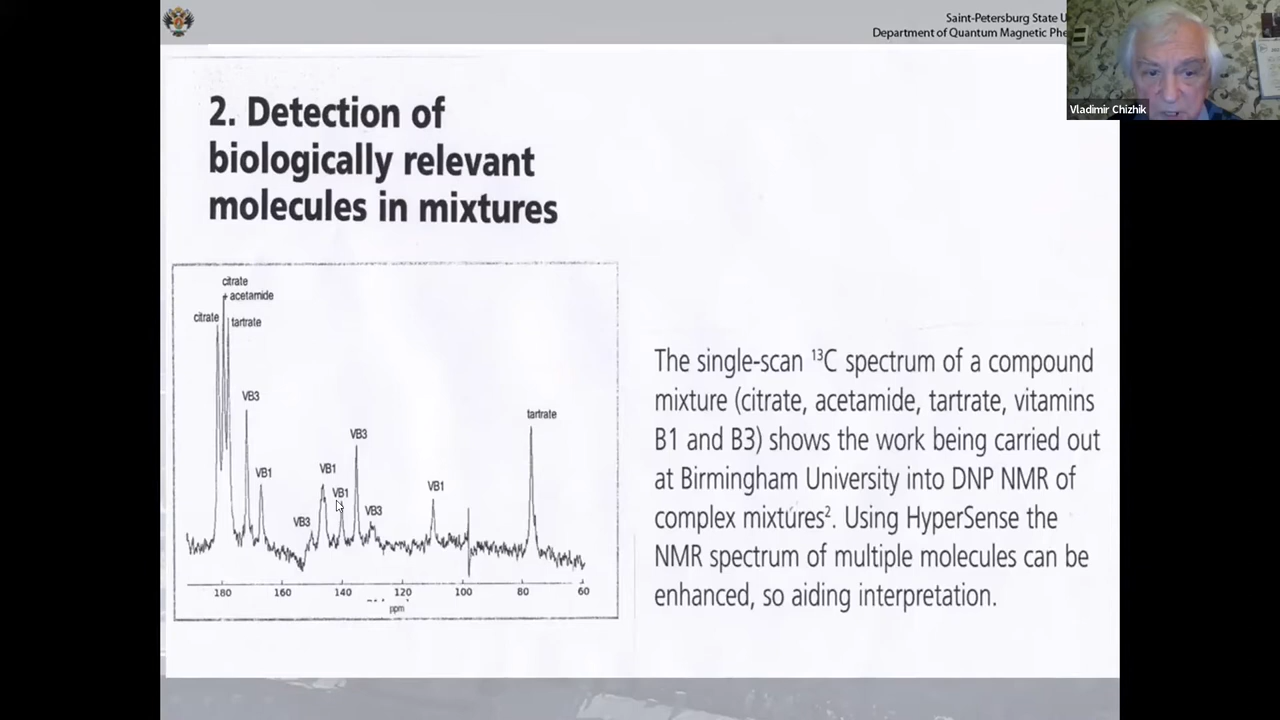 Saint-Petersburg State U
Department of Quantum Magnetic Phe
Vladimir Chizhik
2. Detection of
biologically relevant
molecules in mixtures
citrate
+ acetamide
citrate
tartrate
VB3
VB1
VB3
VB1
VB1
VB3
VB3
VB1
tartrate
180
160
140
120
100
80
60
ppm
The single-scan ¹³C spectrum of a compound
mixture (citrate, acetamide, tartrate, vitamins
B1 and B3) shows the work being carried out
at Birmingham University into DNP NMR of
complex mixtures². Using HyperSense the
NMR spectrum of multiple molecules can be
enhanced, so aiding interpretation.